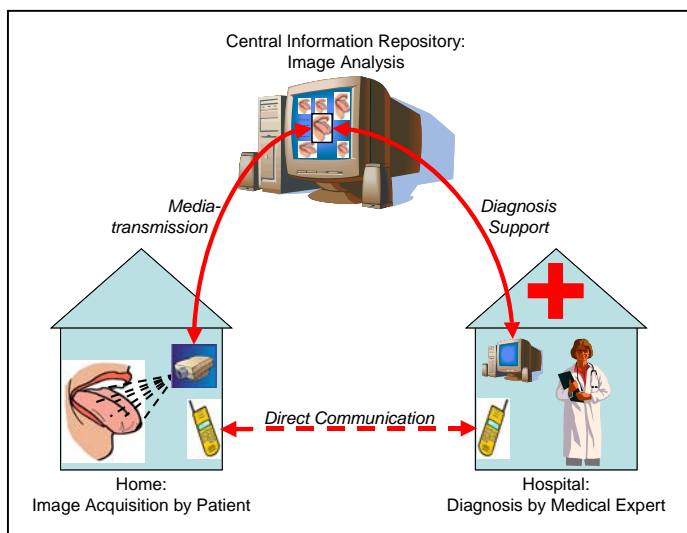 Central Information Repository:
Image Analysis
Media-
transmission
Diagnosis
Support
Direct Communication
Home:
Image Acquisition by Patient
Hospital:
Diagnosis by Medical Expert